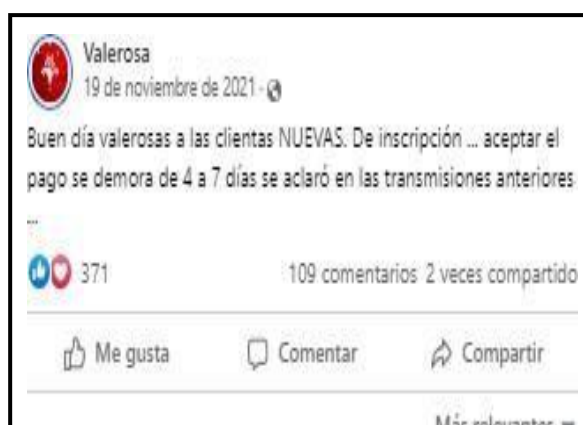 Valerosa
19 de noviembre de 2021 ·
Buen día valerosas a las clientas NUEVAS. De inscripción ... aceptar el
pago se demora de 4 a 7 días se aclaró en las transmisiones anteriores
...
371 109 comentarios 2 veces compartido
Me gusta Comentar Compartir
Más relevantes